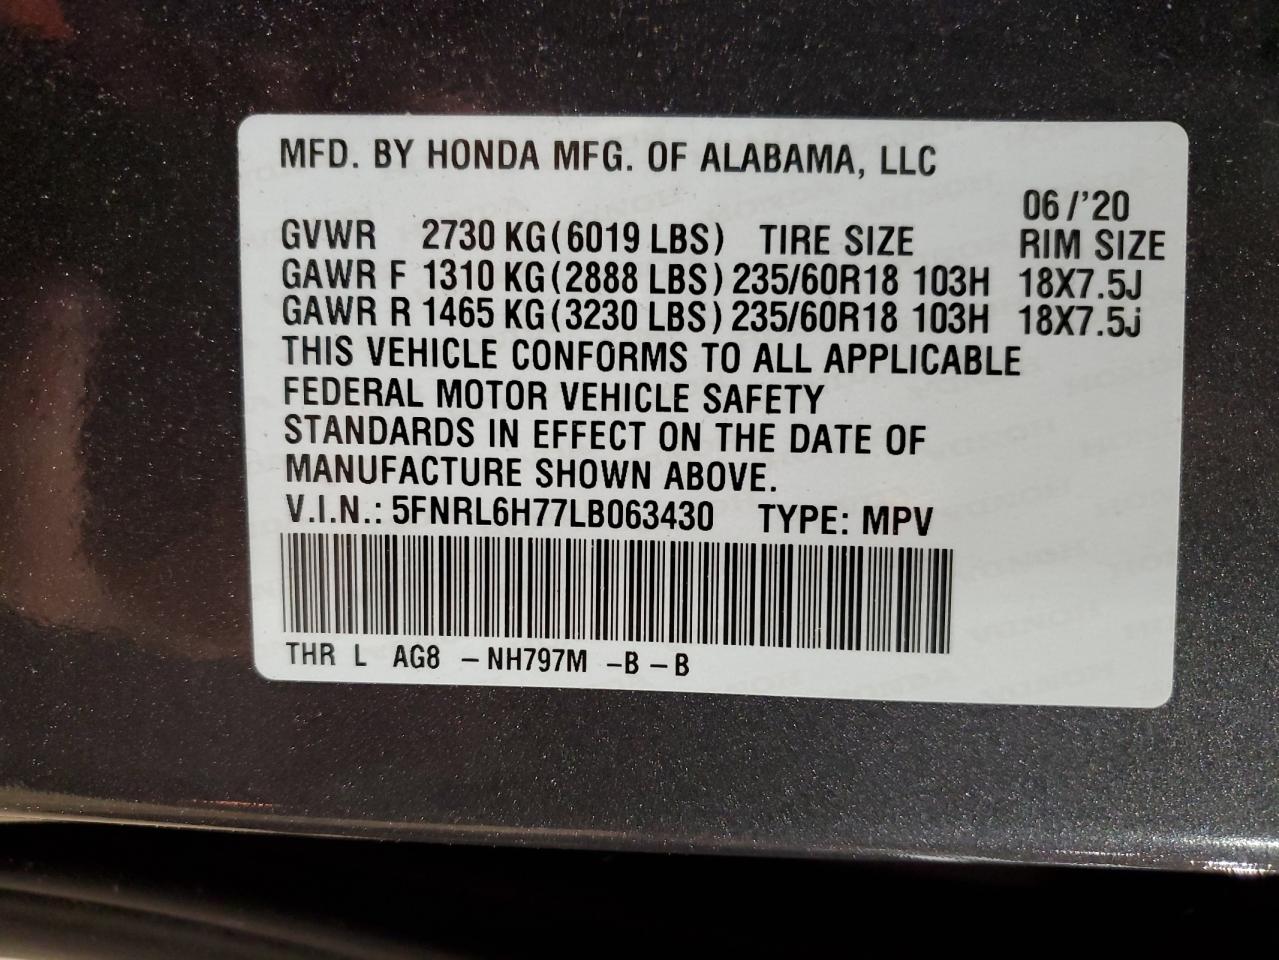 MFD. BY HONDA MFG. OF ALABAMA, LLC
06 /'20
GVWR 2730 KG (6019 LBS) TIRE SIZE RIM SIZE
GAWR F 1310 KG (2888 LBS) 235/60R18 103H 18X7.5J
GAWR R 1465 KG (3230 LBS) 235/60R18 103H 18X7.5j
THIS VEHICLE CONFORMS TO ALL APPLICABLE
FEDERAL MOTOR VEHICLE SAFETY
STANDARDS IN EFFECT ON THE DATE OF
MANUFACTURE SHOWN ABOVE.
V.I.N.: 5FNRL6H77LB063430 TYPE: MPV
THR L AG8 - NH797M - B - B